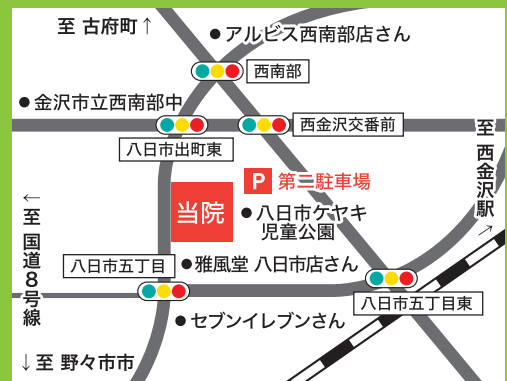 至 古府町↑
●アルビス西南部店さん
西南部
●金沢市立西南部中
西金沢交番前
八日市出町東
至 西金沢駅→
P 第二駐車場
当院
●八日市ケヤキ
児童公園
←至 国道8号線
八日市五丁目
●雅風堂 八日市店さん
八日市五丁目東
●セブンイレブンさん
↓至 野々市市